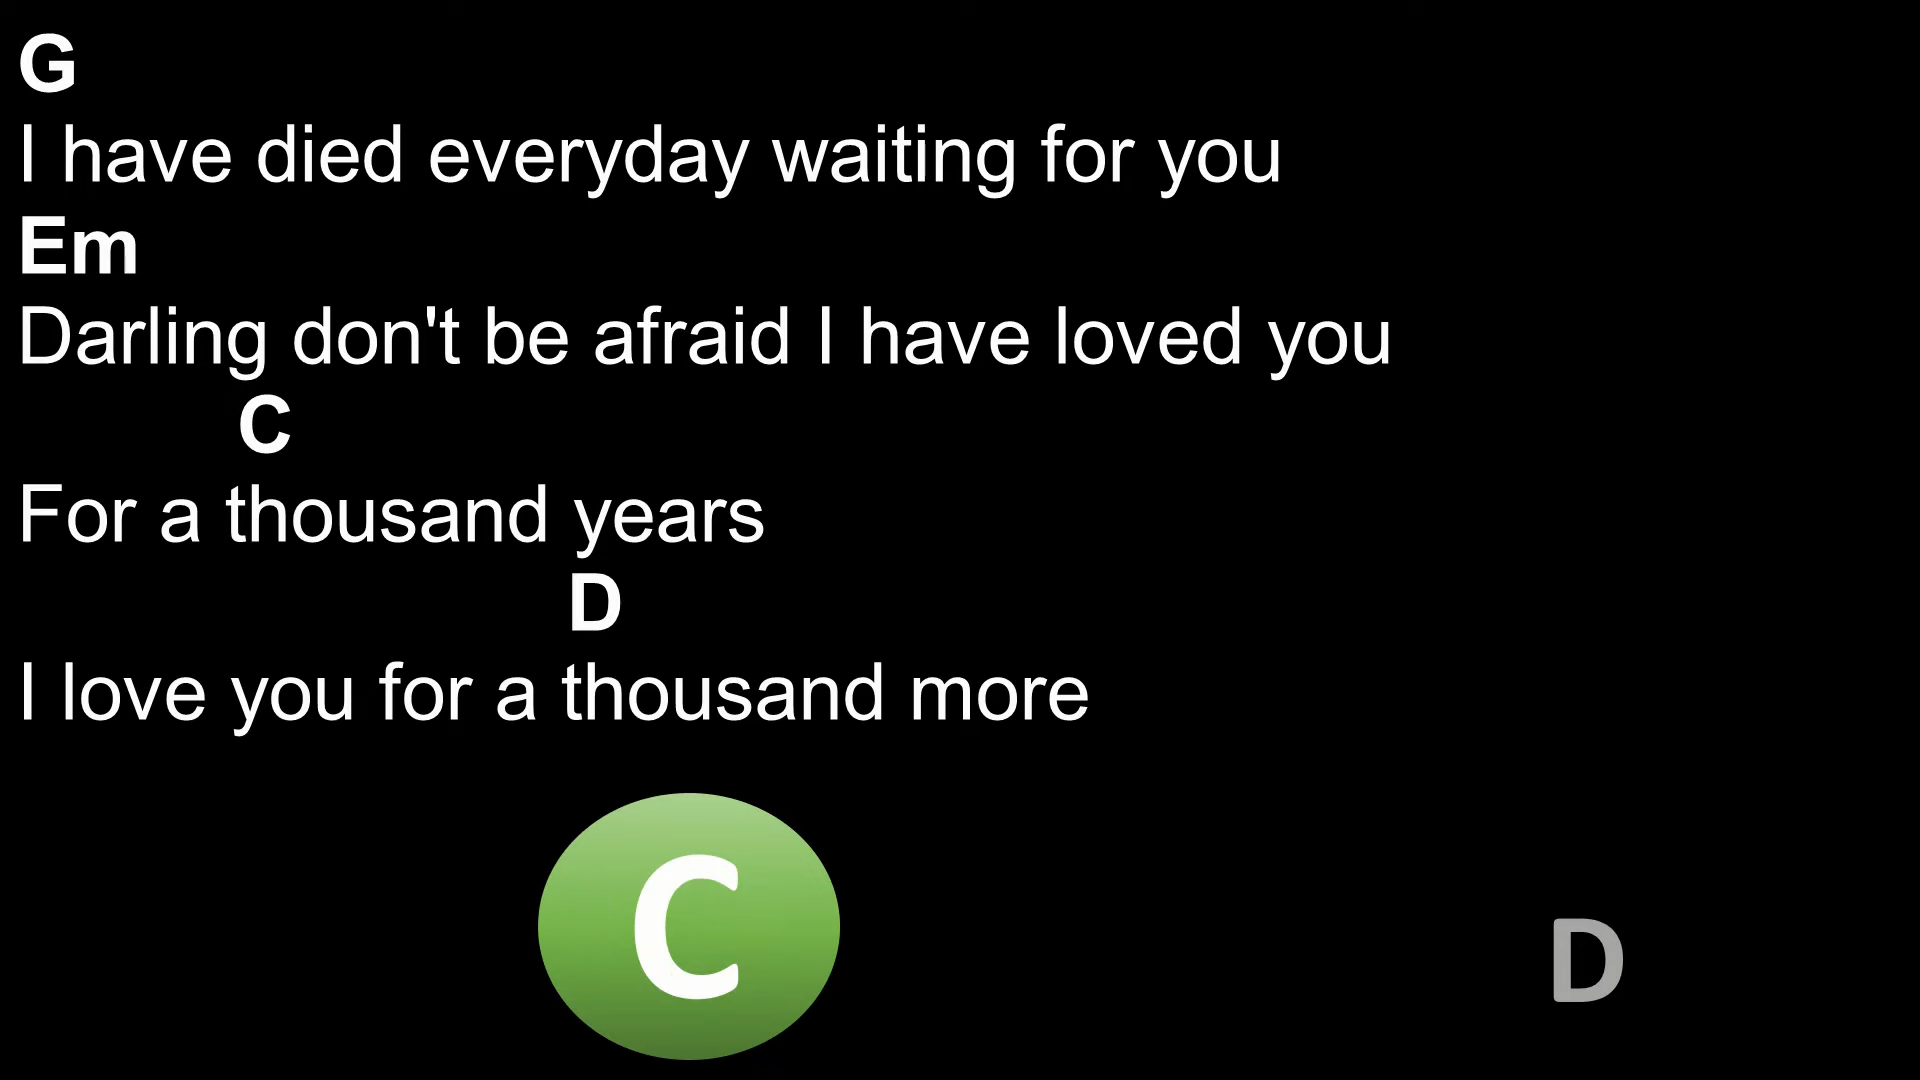 G
I have died everyday waiting for you
Em
Darling don't be afraid I have loved you
C
For a thousand years
D
I love you for a thousand more
C
D